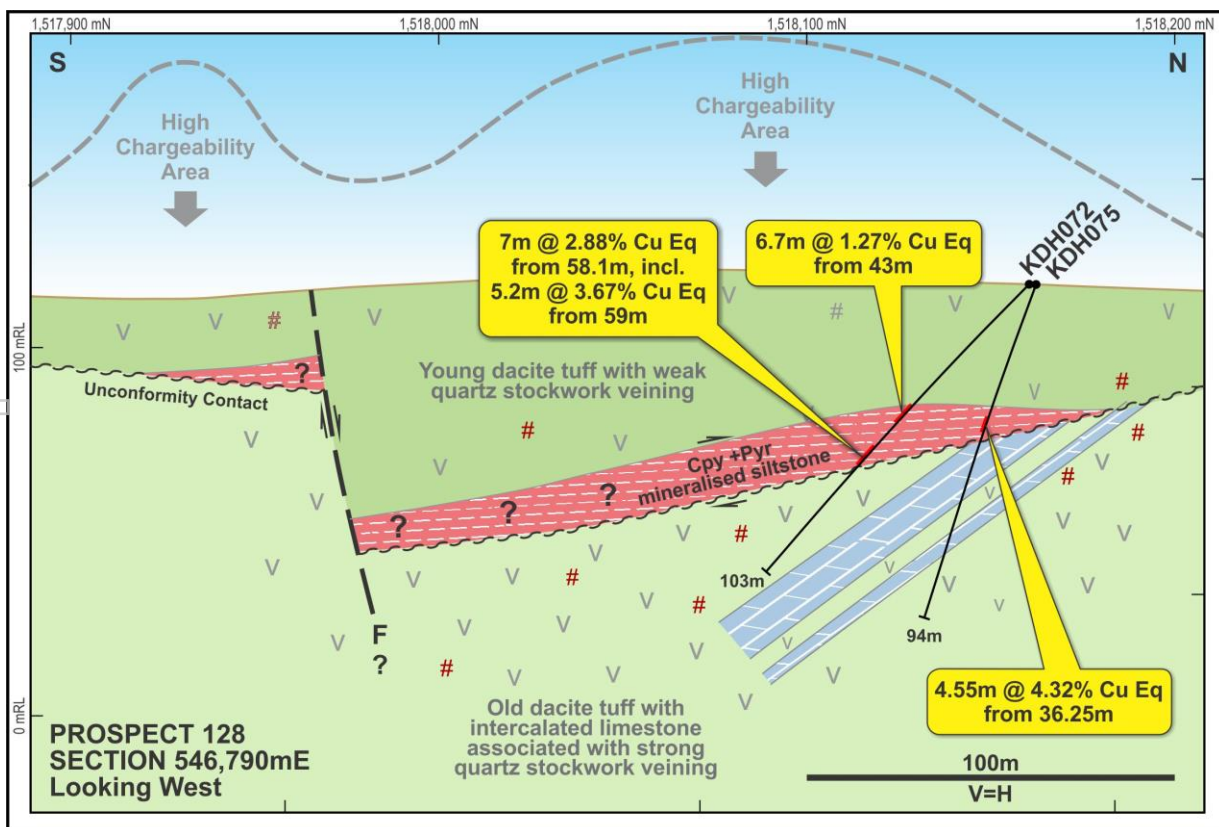 1,517,900 mN
1,518,000 mN
1,518,100 mN
1,518,200 mN
S
N
High
Chargeability
Area
High
Chargeability
Area
KDH072
KDH075
7m @ 2.88% Cu Eq
from 58.1m, incl.
5.2m @ 3.67% Cu Eq
from 59m
6.7m @ 1.27% Cu Eq
from 43m
100 mRL
?
Unconformity Contact
Young dacite tuff with weak
quartz stockwork veining
Cpy +Pyr
mineralised siltstone
? ? ?
103m
94m
F
?
4.55m @ 4.32% Cu Eq
from 36.25m
Old dacite tuff with
intercalated limestone
associated with strong
quartz stockwork veining
0 mRL
PROSPECT 128
SECTION 546,790mE
Looking West
100m
V=H